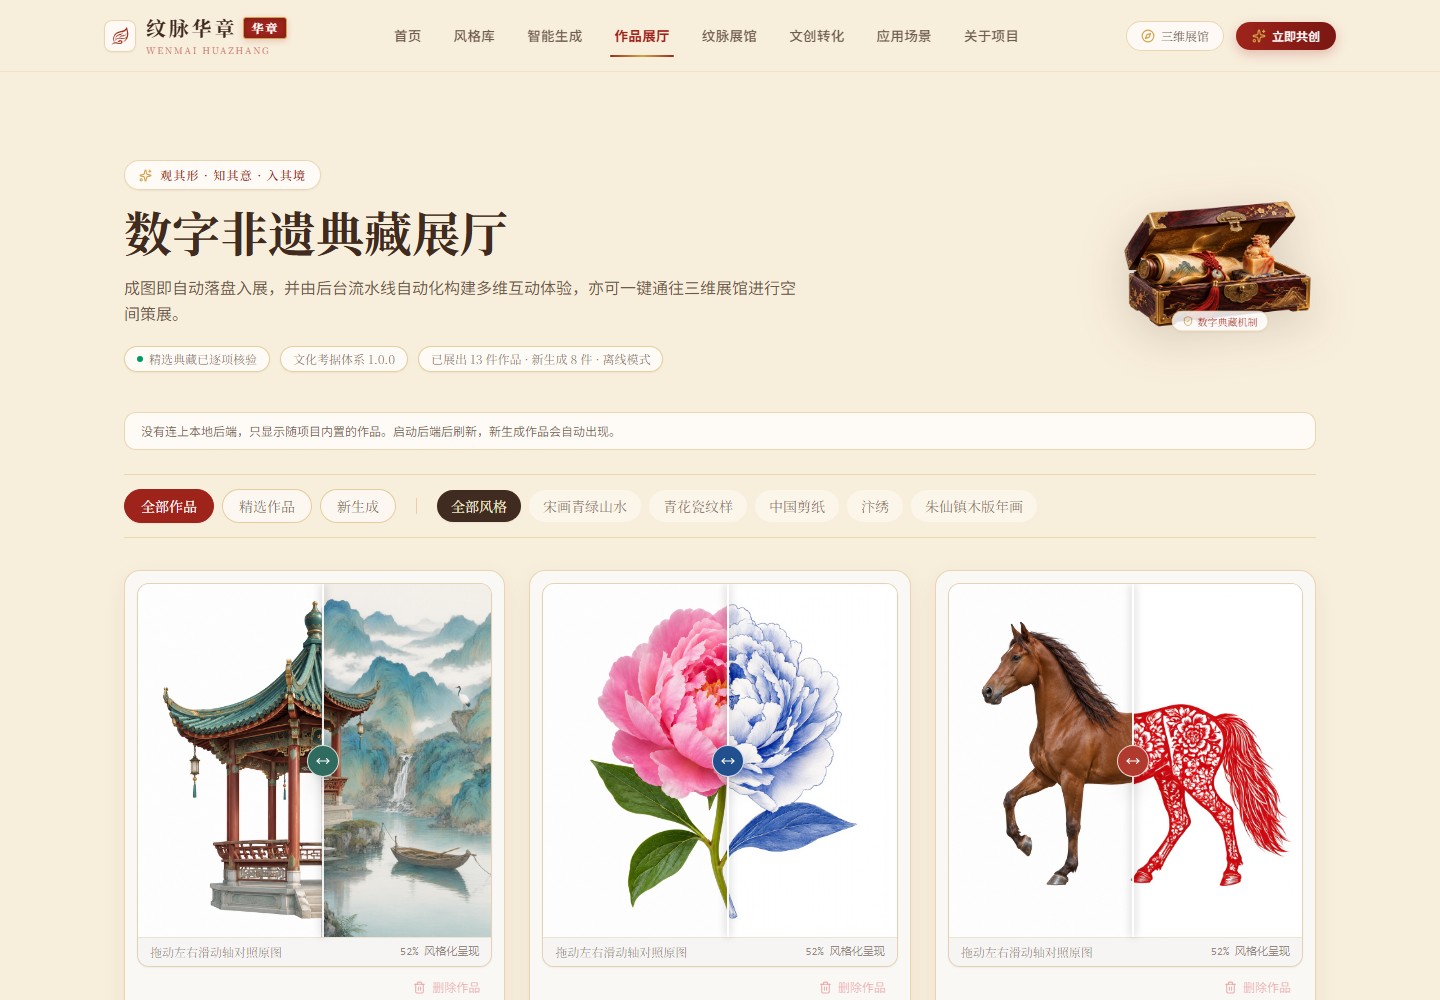 纹脉华章 华章
WENMAI HUAZHANG
首页 风格库 智能生成 作品展厅 纹脉展馆 文创转化 应用场景 关于项目
三维展馆 立即共创
观其形 · 知其意 · 入其境
数字非遗典藏展厅
成图即自动落盘入展，并由后台流水线自动化构建多维互动体验，亦可一键通往三维展馆进行空
间策展。
数字典藏机制
精选典藏已逐项核验 文化考据体系 1.0.0 已展出 13 件作品 · 新生成 8 件 · 离线模式
没有连上本地后端，只显示随项目内置的作品。启动后端后刷新，新生成作品会自动出现。
全部作品 精选作品 新生成 全部风格 宋画青绿山水 青花瓷纹样 中国剪纸 汴绣 朱仙镇木版年画
拖动左右滑动轴对照原图 52% 风格化呈现
删除作品
拖动左右滑动轴对照原图 52% 风格化呈现
删除作品
拖动左右滑动轴对照原图 52% 风格化呈现
删除作品